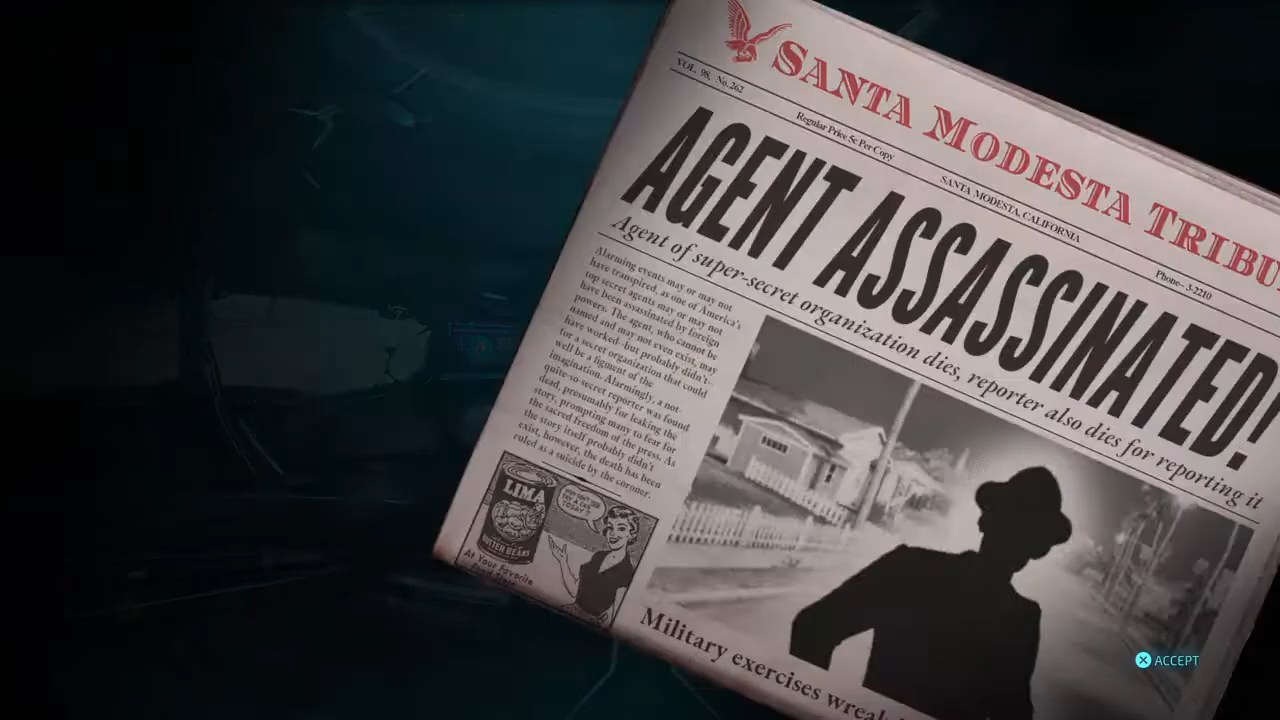 SANTA MODESTA TRIBU
VOL. 98, No.262
Regular Price 5c Per Copy
SANTA MODESTA, CALIFORNIA
Phone- 3-2210
AGENT ASSASSINATED!
Agent of super-secret organization dies, reporter also dies for reporting it
Alarming events may or may not
have transpired, as one of America's
top secret agents may or may not
have been assassinated by foreign
powers. The agent, who cannot be
named and may not even exist, may
have worked–but probably didn't–
for a secret organization that could
well be a figment of the
imagination. Alarmingly, a not-
quite-so-secret reporter was found
dead, presumably for leaking the
story, prompting many to fear for
the sacred freedom of the press. As
the story itself probably didn't
exist, however, the death has been
ruled as a suicide by the coroner.
LIMA
BUTTER BEANS
WHY DON'T YOU
TRY A CAN
TODAY?
At Your Favorite
Military exercises wreak
ACCEPT